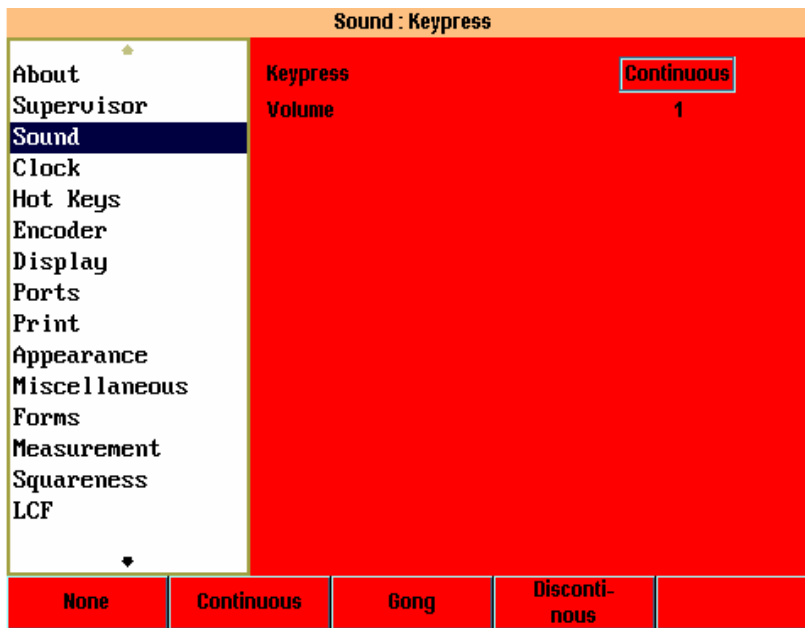 Sound : Keypress
About
Supervisor
Sound
Clock
Hot Keys
Encoder
Display
Ports
Print
Appearance
Miscellaneous
Forms
Measurement
Squareness
LCF
Keypress Continuous
Volume 1
None
Continuous
Gong
Disconti-
nous